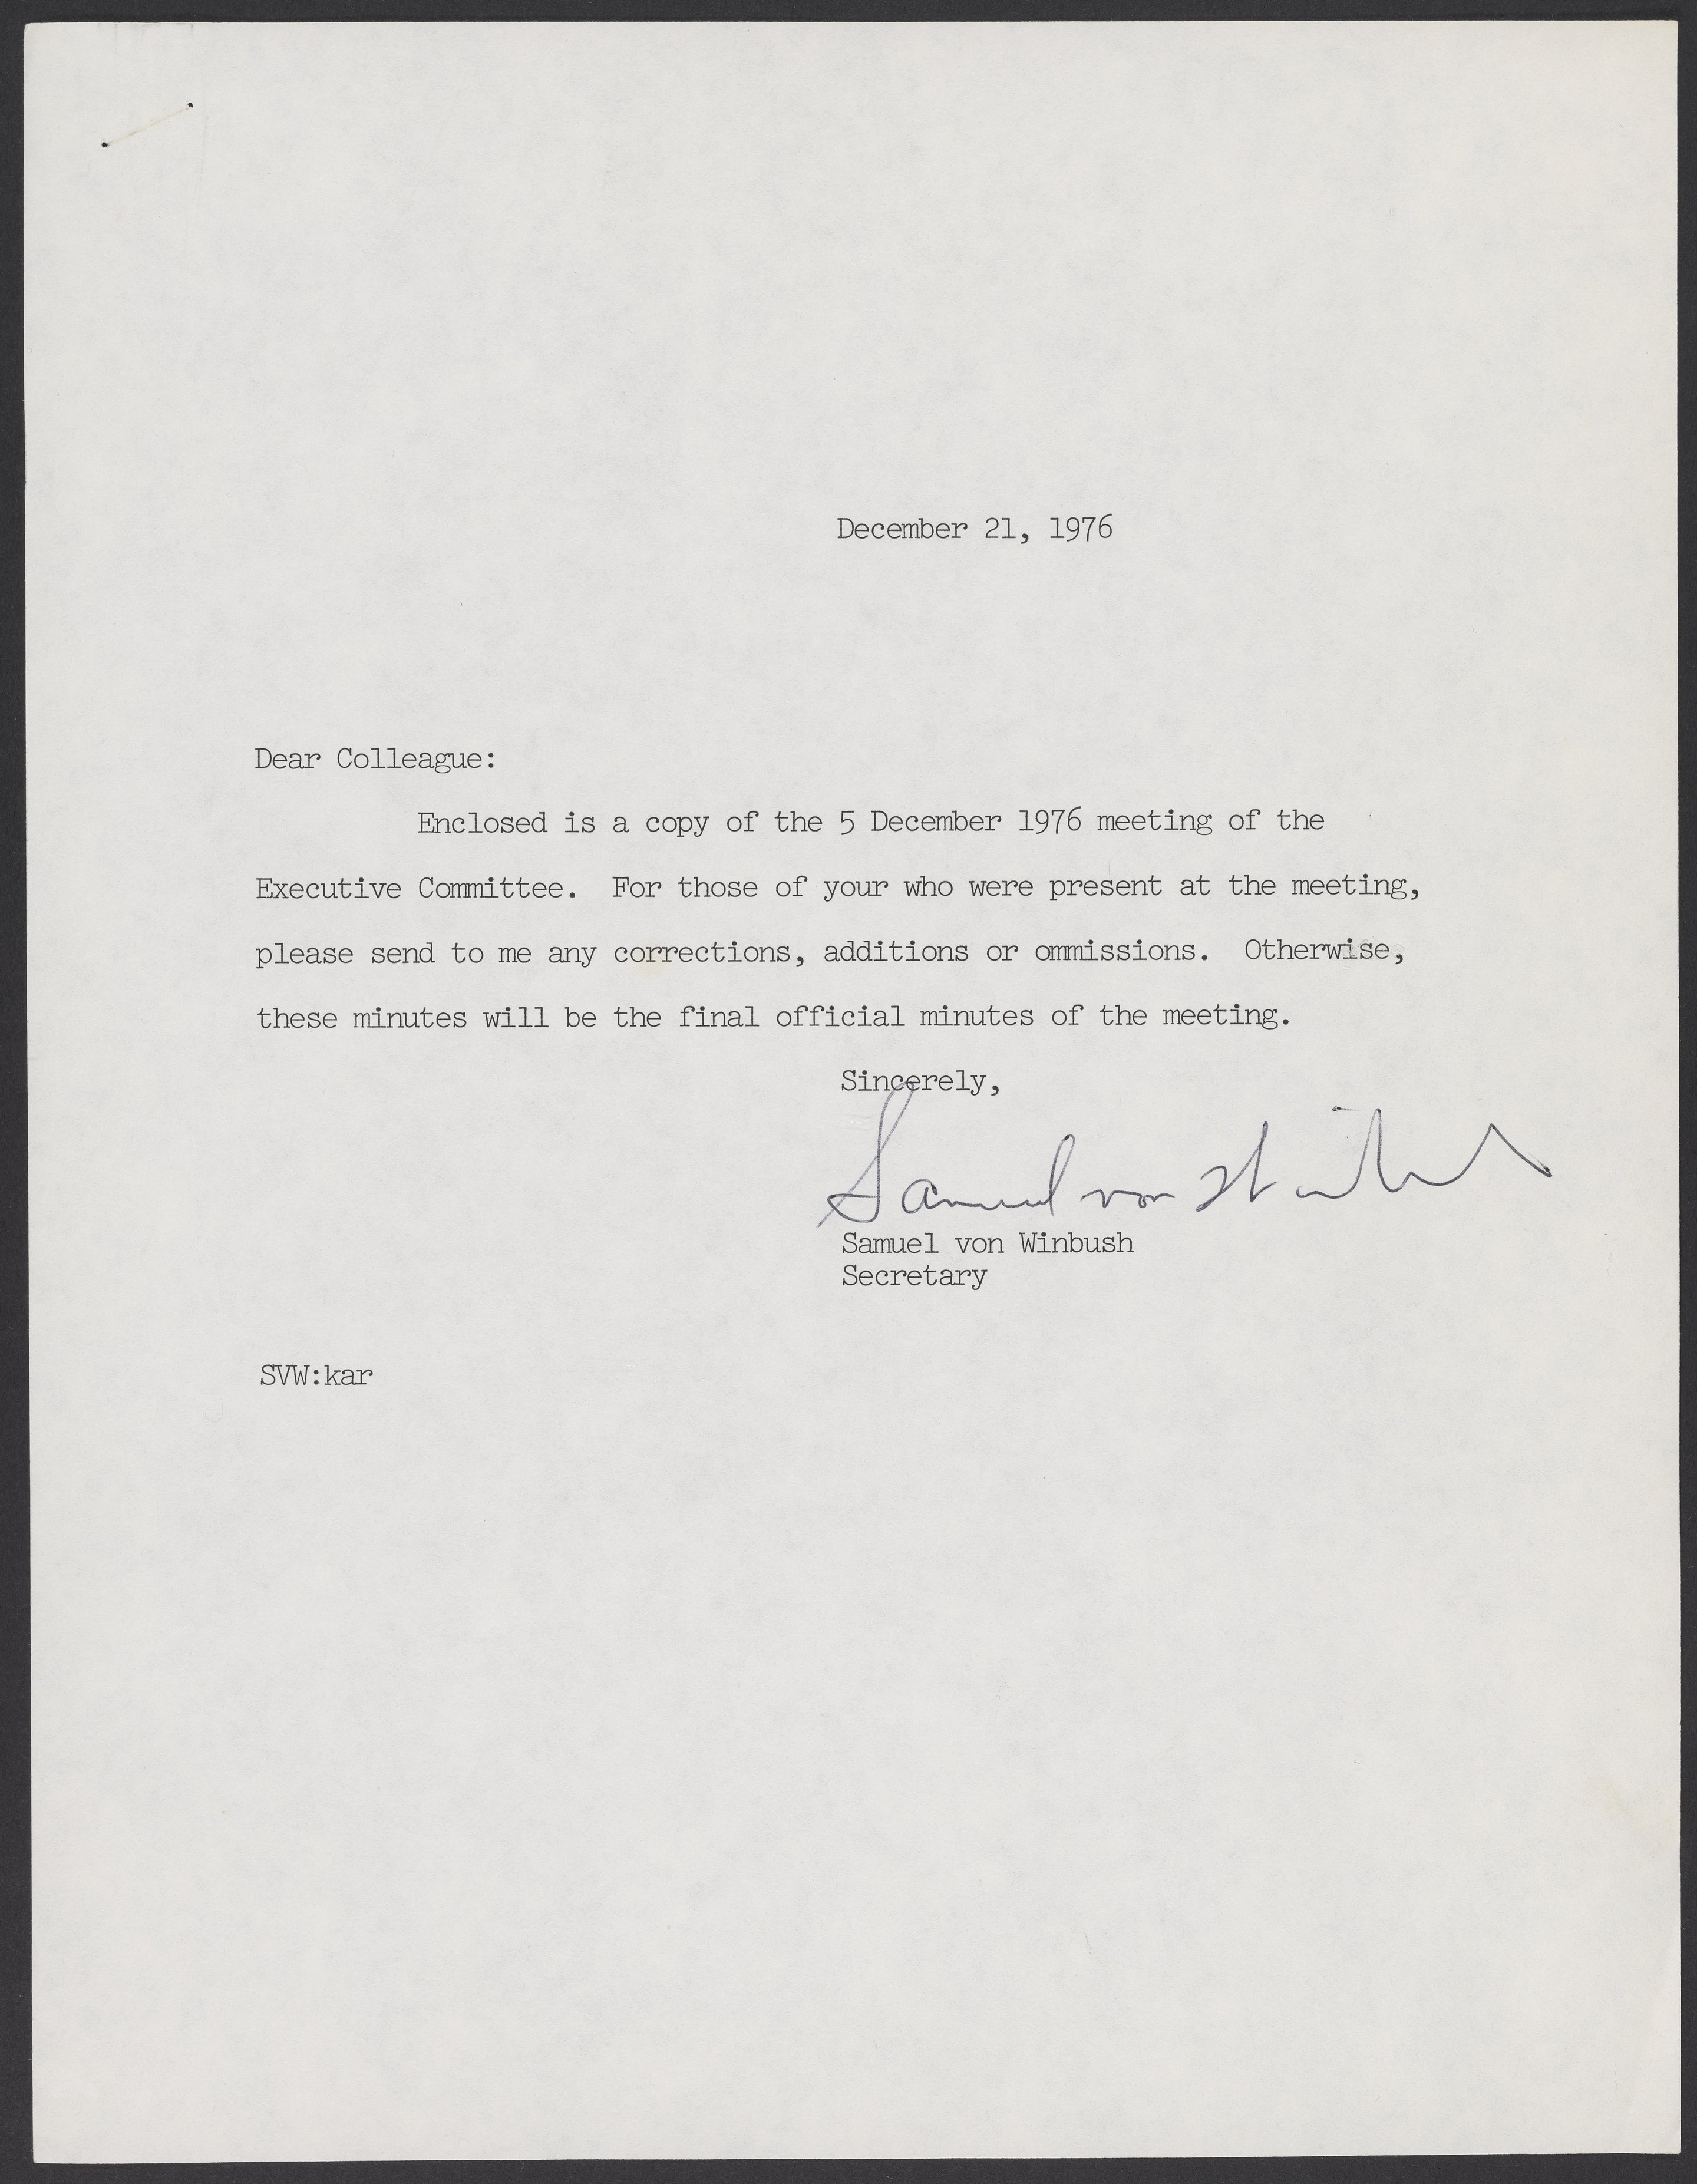 December 21, 1976
Dear Colleague:
Enclosed is a copy of the 5 December 1976 meeting of the
Executive Committee. For those of your who were present at the meeting,
please send to me any corrections, additions or ommissions. Otherwise,
these minutes will be the final official minutes of the meeting.
Sincerely,
Samuel von Winbush
Samuel von Winbush
Secretary
SVW:kar